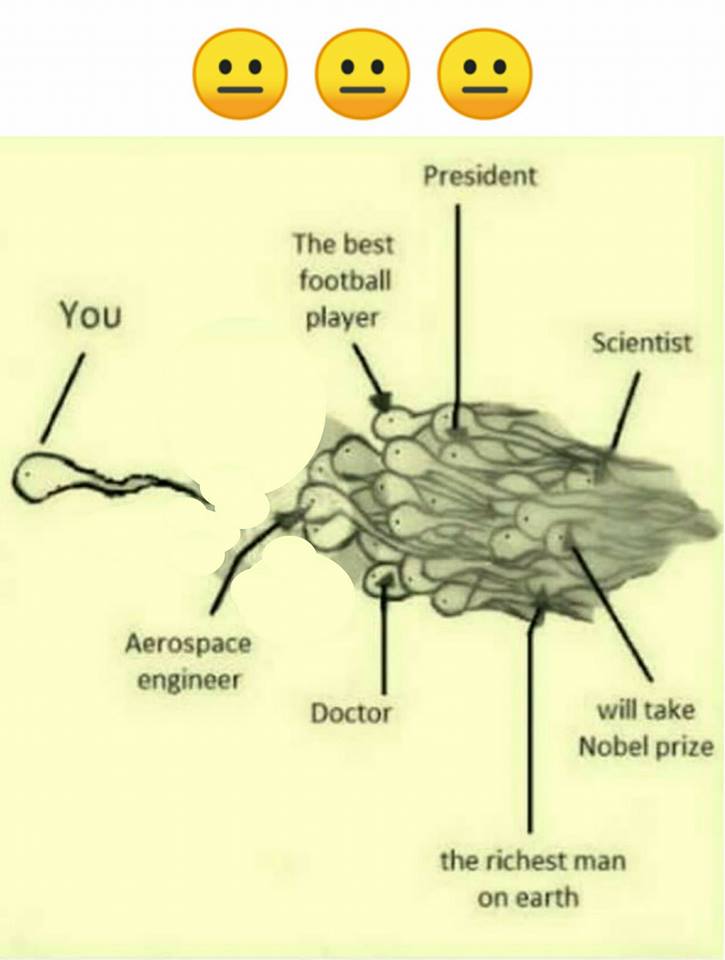 President
The best
football
player
You
Scientist
Aerospace
engineer
Doctor
will take
Nobel prize
the richest man
on earth